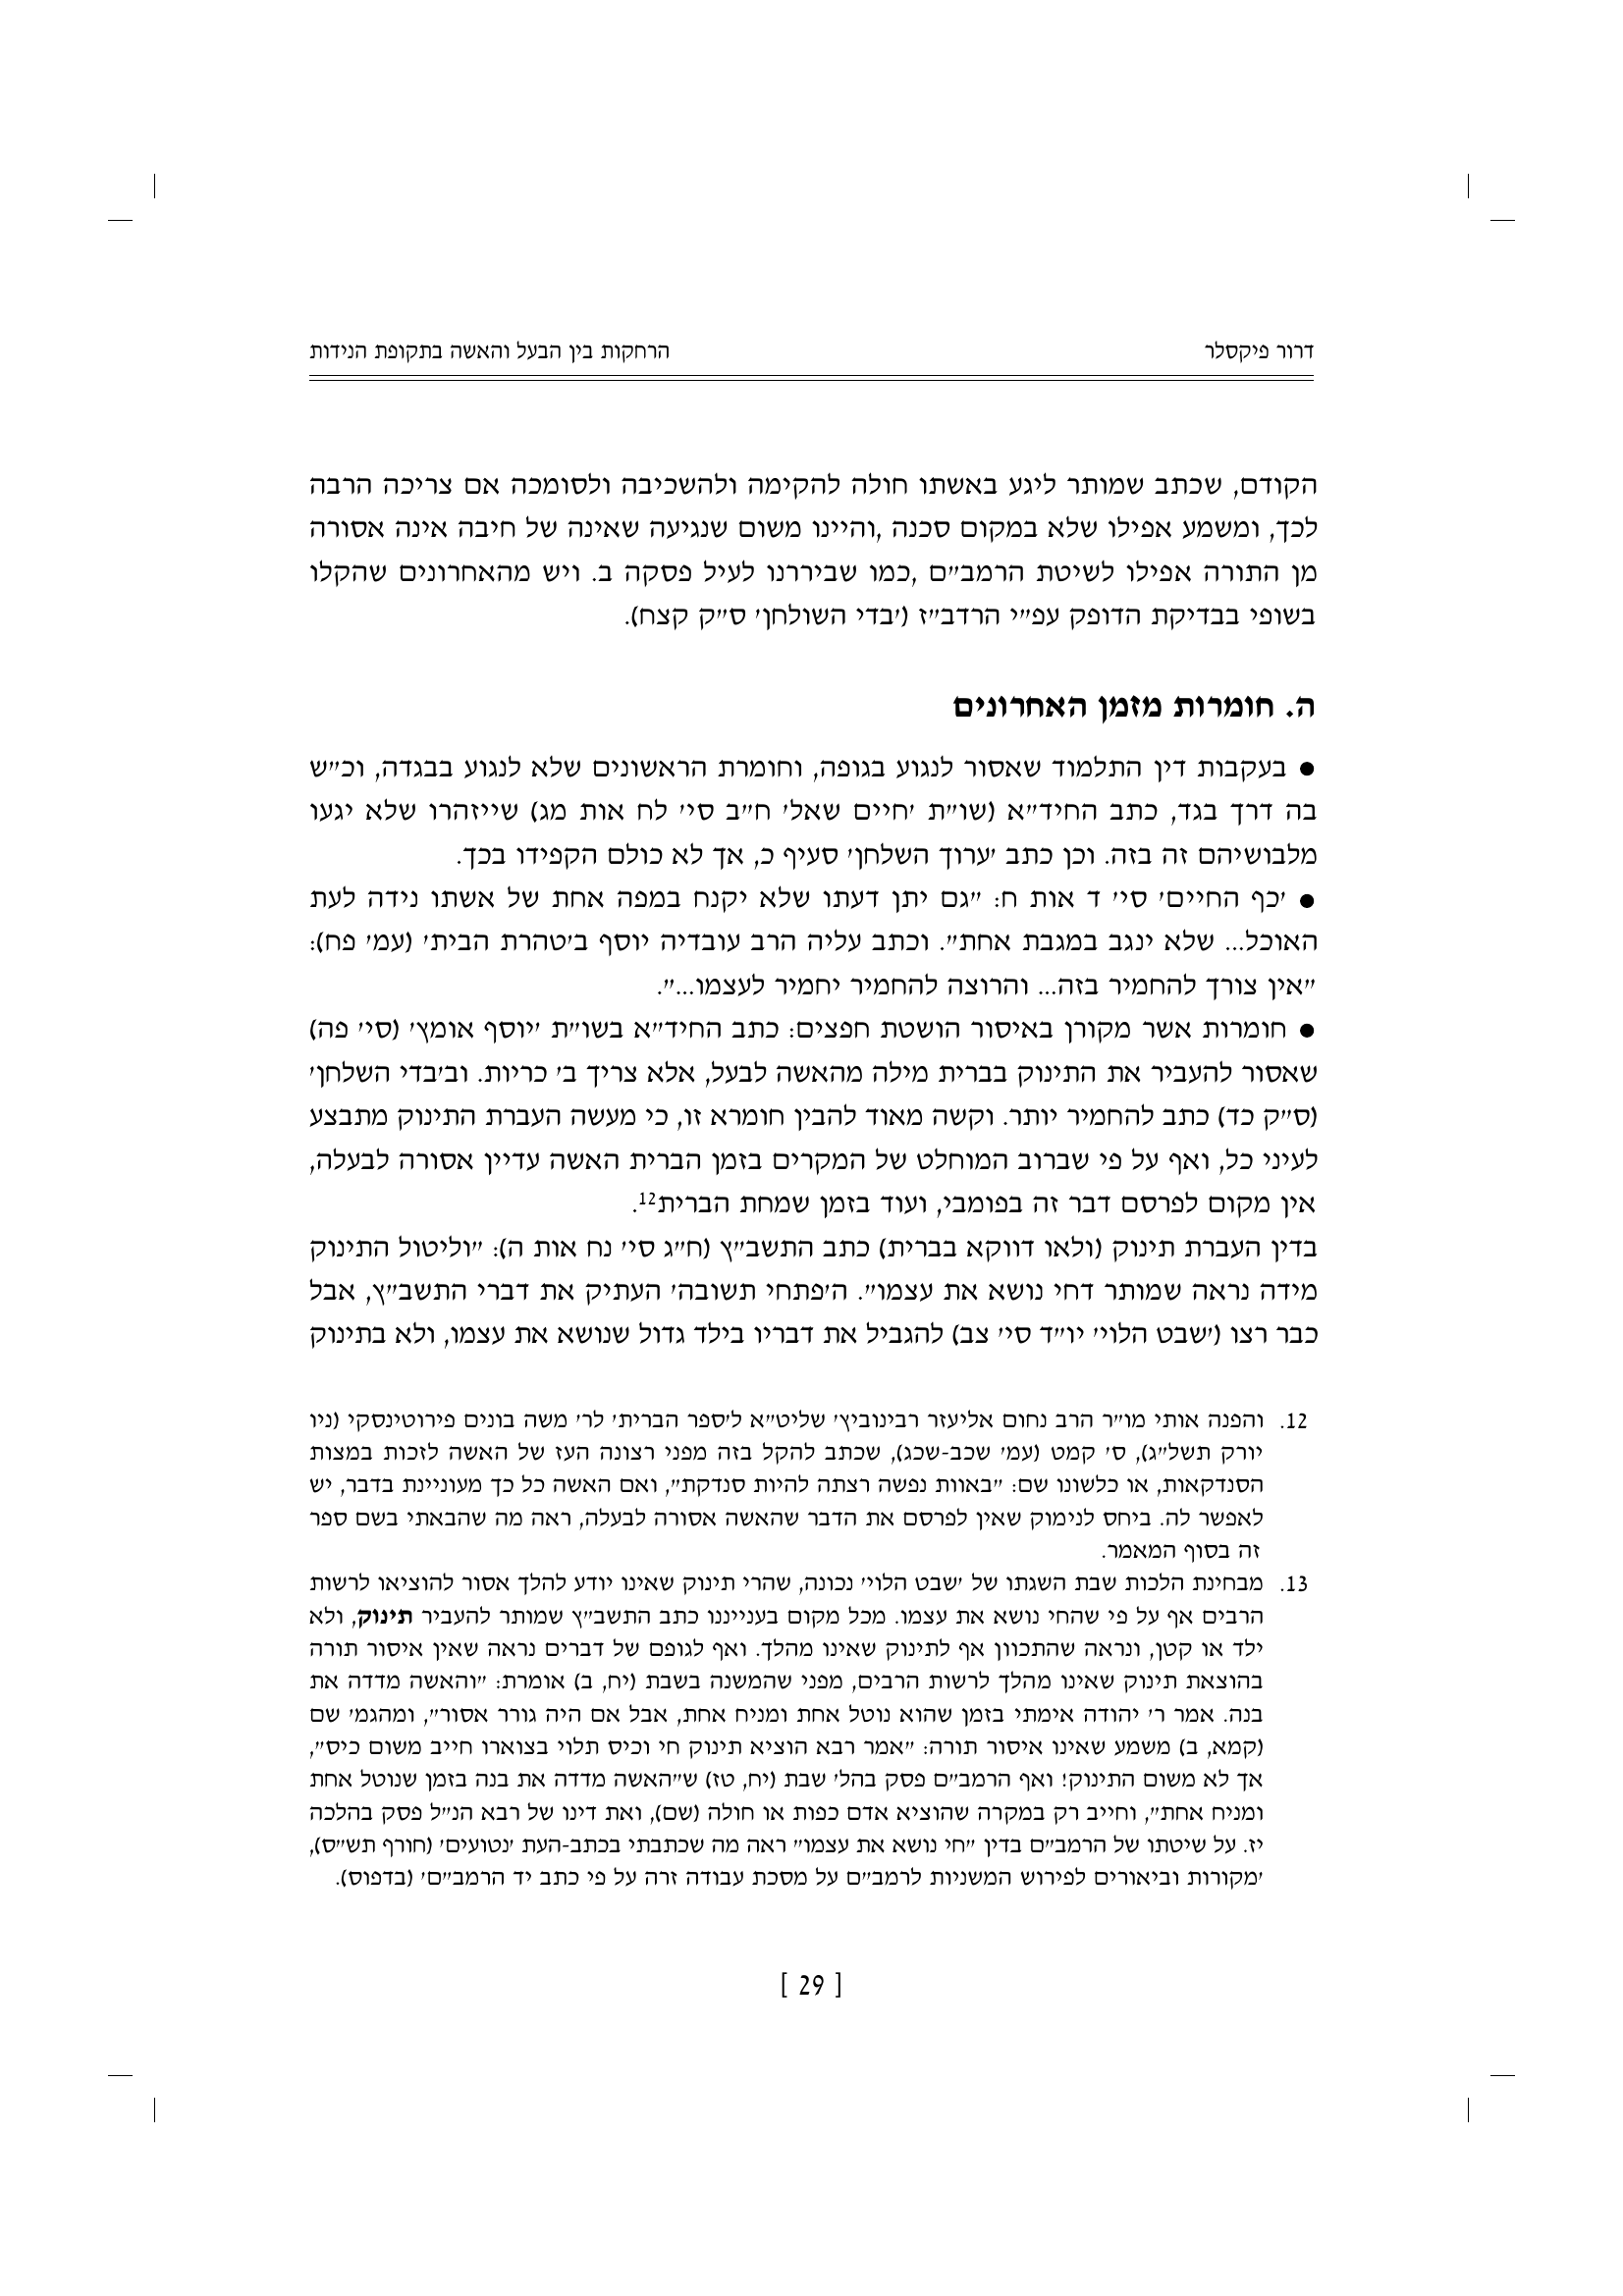 דרור פיקסלר
הרחקות בין הבעל והאשה בתקופת הנידות
הקודם, שכתב שמותר ליגע באשתו חולה להקימה ולהשכיבה ולסומכה אם צריכה הרבה
לכך, ומשמע אפילו שלא במקום סכנה ,והיינו משום שנגיעה שאינה של חיבה אינה אסורה
מן התורה אפילו לשיטת הרמב״ם ,כמו שביררנו לעיל פסקה ב. ויש מהאחרונים שהקלו
בשופי בבדיקת הדופק עפ״י הרדב״ז (׳בדי השולחן׳ ס״ק קצח).
ה. חומרות מזמן האחרונים
● בעקבות דין התלמוד שאסור לנגוע בגופה, וחומרת הראשונים שלא לנגוע בבגדה, וכ״ש
בה דרך בגד, כתב החיד״א (שו״ת ׳חיים שאל׳ ח״ב סי׳ לח אות מג) שייזהרו שלא יגעו
מלבושיהם זה בזה. וכן כתב ׳ערוך השלחן׳ סעיף כ, אך לא כולם הקפידו בכך.
● ׳כף החיים׳ סי׳ ד אות ח: ״גם יתן דעתו שלא יקנח במפה אחת של אשתו נידה לעת
האוכל... שלא ינגב במגבת אחת״. וכתב עליה הרב עובדיה יוסף ב׳טהרת הבית׳ (עמ׳ פח):
״אין צורך להחמיר בזה... והרוצה להחמיר יחמיר לעצמו...״.
● חומרות אשר מקורן באיסור הושטת חפצים: כתב החיד״א בשו״ת ׳יוסף אומץ׳ (סי׳ פה)
שאסור להעביר את התינוק בברית מילה מהאשה לבעל, אלא צריך ב׳ כריות. וב׳בדי השלחן׳
(ס״ק כד) כתב להחמיר יותר. וקשה מאוד להבין חומרא זו, כי מעשה העברת התינוק מתבצע
לעיני כל, ואף על פי שברוב המוחלט של המקרים בזמן הברית האשה עדיין אסורה לבעלה,
אין מקום לפרסם דבר זה בפומבי, ועוד בזמן שמחת הברית12.
בדין העברת תינוק (ולאו דווקא בברית) כתב התשב״ץ (ח״ג סי׳ נח אות ה): ״וליטול התינוק
מידה נראה שמותר דחי נושא את עצמו״. ה׳פתחי תשובה׳ העתיק את דברי התשב״ץ, אבל
כבר רצו (׳שבט הלוי׳ יו״ד סי׳ צב) להגביל את דבריו בילד גדול שנושא את עצמו, ולא בתינוק
12. והפנה אותי מו״ר הרב נחום אליעזר רבינוביץ׳ שליט״א ל׳ספר הברית׳ לר׳ משה בונים פירוטינסקי (ניו
יורק תשל״ג), ס׳ קמט (עמ׳ שכב-שכג), שכתב להקל בזה מפני רצונה העז של האשה לזכות במצות
הסנדקאות, או כלשונו שם: ״באוות נפשה רצתה להיות סנדקת״, ואם האשה כל כך מעוניינת בדבר, יש
לאפשר לה. ביחס לנימוק שאין לפרסם את הדבר שהאשה אסורה לבעלה, ראה מה שהבאתי בשם ספר
זה בסוף המאמר.
13. מבחינת הלכות שבת השגתו של ׳שבט הלוי׳ נכונה, שהרי תינוק שאינו יודע להלך אסור להוציאו לרשות
הרבים אף על פי שהחי נושא את עצמו. מכל מקום בענייננו כתב התשב״ץ שמותר להעביר תינוק, ולא
ילד או קטן, ונראה שהתכוון אף לתינוק שאינו מהלך. ואף לגופם של דברים נראה שאין איסור תורה
בהוצאת תינוק שאינו מהלך לרשות הרבים, מפני שהמשנה בשבת (יח, ב) אומרת: ״והאשה מדדה את
בנה. אמר ר׳ יהודה אימתי בזמן שהוא נוטל אחת ומניח אחת, אבל אם היה גורר אסור״, ומהגמ׳ שם
(קמא, ב) משמע שאינו איסור תורה: ״אמר רבא הוציא תינוק חי וכיס תלוי בצוארו חייב משום כיס״,
אך לא משום התינוק! ואף הרמב״ם פסק בהל׳ שבת (יח, טז) ש״האשה מדדה את בנה בזמן שנוטל אחת
ומניח אחת״, וחייב רק במקרה שהוציא אדם כפות או חולה (שם), ואת דינו של רבא הנ״ל פסק בהלכה
יז. על שיטתו של הרמב״ם בדין ״חי נושא את עצמו״ ראה מה שכתבתי בכתב-העת ׳נטועים׳ (חורף תש״ס),
׳מקורות וביאורים לפירוש המשניות לרמב״ם על מסכת עבודה זרה על פי כתב יד הרמב״ם׳ (בדפוס).
[ 29 ]